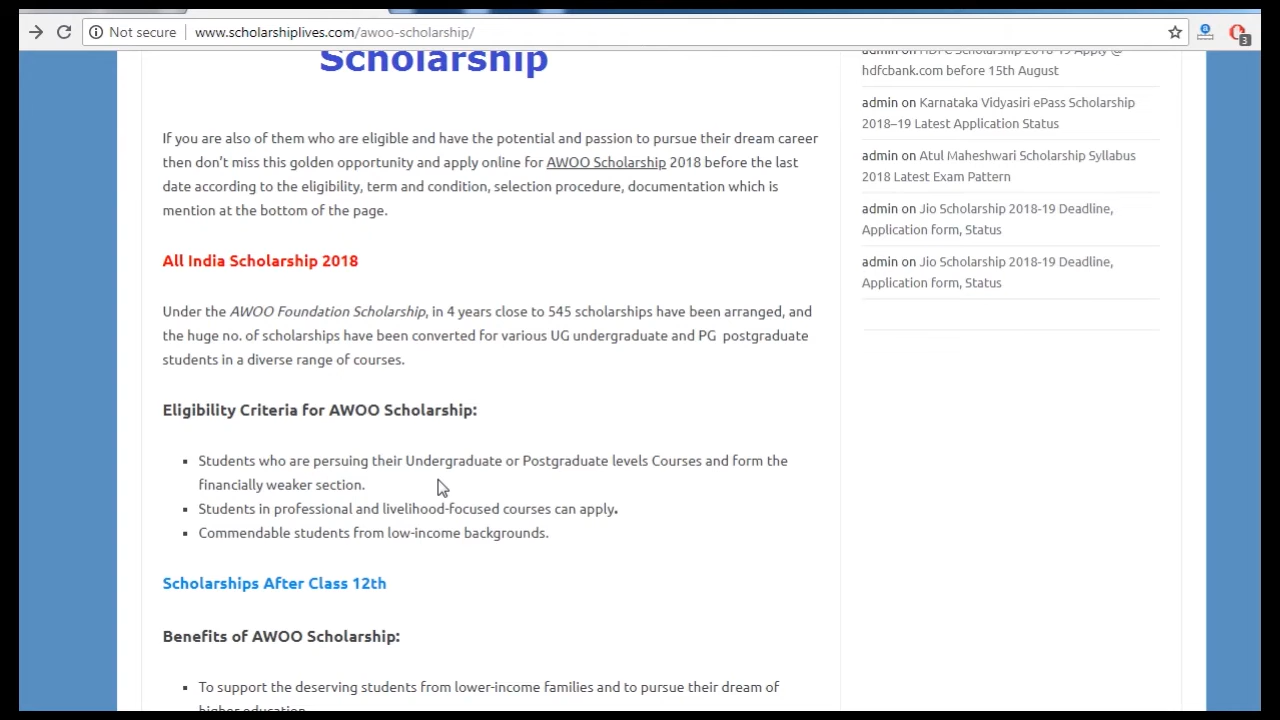 Not secure
www.scholarshiplives.com/awoo-scholarship/
3
Scholarship
If you are also of them who are eligible and have the potential and passion to pursue their dream career
then don't miss this golden opportunity and apply online for AWOO Scholarship 2018 before the last
date according to the eligibility, term and condition, selection procedure, documentation which is
mention at the bottom of the page.
All India Scholarship 2018
Under the AWOO Foundation Scholarship, in 4 years close to 545 scholarships have been arranged, and
the huge no. of scholarships have been converted for various UG undergraduate and PG postgraduate
students in a diverse range of courses.
Eligibility Criteria for AWOO Scholarship:
Students who are persuing their Undergraduate or Postgraduate levels Courses and form the
financially weaker section.
Students in professional and livelihood-focused courses can apply.
Commendable students from low-income backgrounds.
Scholarships After Class 12th
Benefits of AWOO Scholarship:
To support the deserving students from lower-income families and to pursue their dream of
higher education
admin on HDFC Scholarship 2018-19 Apply @
hdfcbank.com before 15th August
admin on Karnataka Vidyasiri ePass Scholarship
2018–19 Latest Application Status
admin on Atul Maheshwari Scholarship Syllabus
2018 Latest Exam Pattern
admin on Jio Scholarship 2018-19 Deadline,
Application form, Status
admin on Jio Scholarship 2018-19 Deadline,
Application form, Status